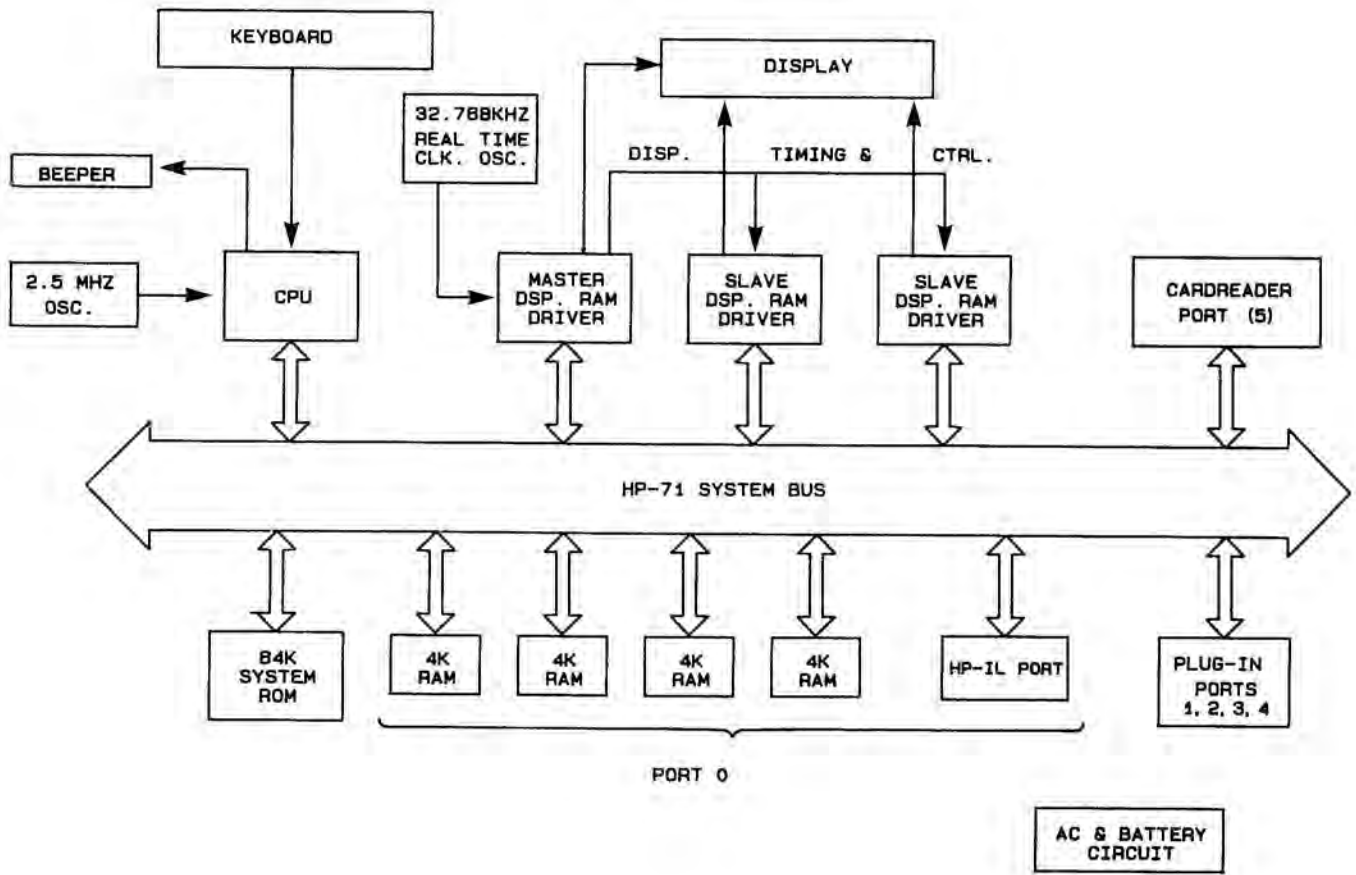 KEYBOARD
DISPLAY
32.768KHZ
REAL TIME
CLK. OSC.
DISP. TIMING & CTRL.
BEEPER
2.5 MHZ
OSC.
CPU
MASTER
DSP. RAM
DRIVER
SLAVE
DSP. RAM
DRIVER
SLAVE
DSP. RAM
DRIVER
CARDREADER
PORT (5)
HP-71 SYSTEM BUS
64K
SYSTEM
ROM
4K
RAM
4K
RAM
4K
RAM
4K
RAM
HP-IL PORT
PLUG-IN
PORTS
1, 2, 3, 4
PORT 0
AC & BATTERY
CIRCUIT